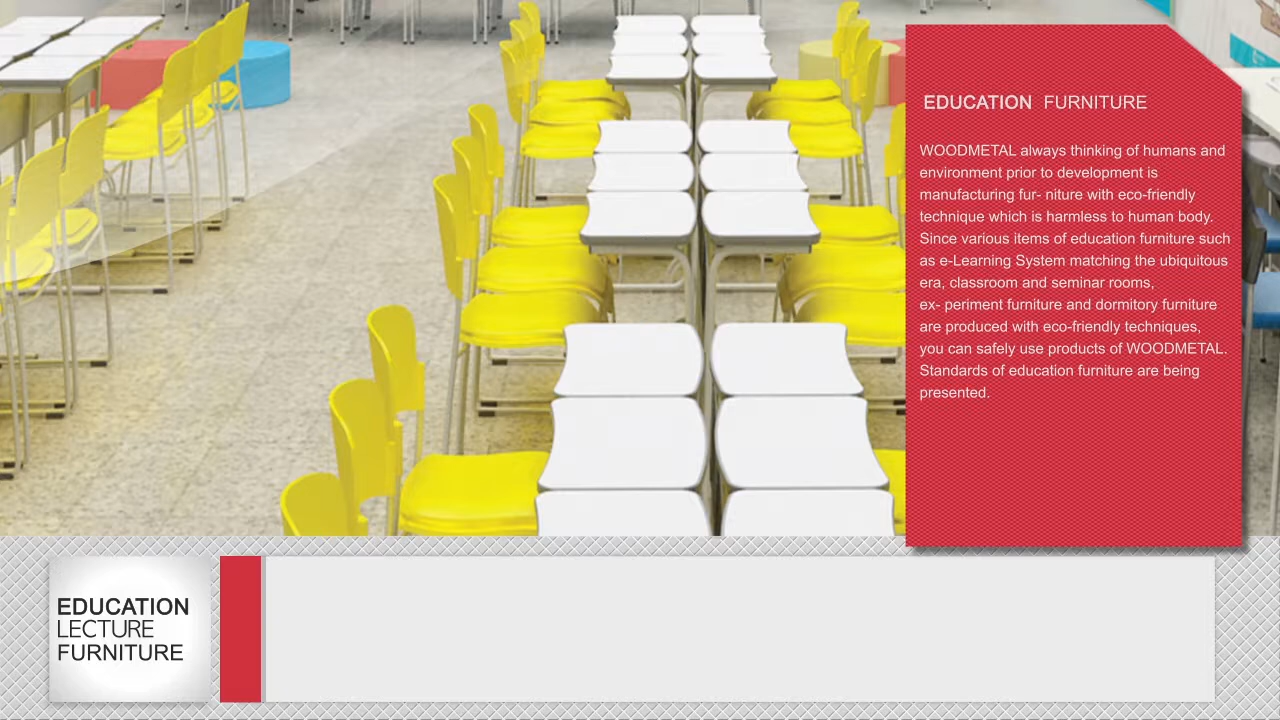 EDUCATION FURNITURE
WOODMETAL always thinking of humans and
environment prior to development is
manufacturing fur- niture with eco-friendly
technique which is harmless to human body.
Since various items of education furniture such
as e-Learning System matching the ubiquitous
era, classroom and seminar rooms,
ex- periment furniture and dormitory furniture
are produced with eco-friendly techniques,
you can safely use products of WOODMETAL.
Standards of education furniture are being
presented.
EDUCATION
LECTURE
FURNITURE